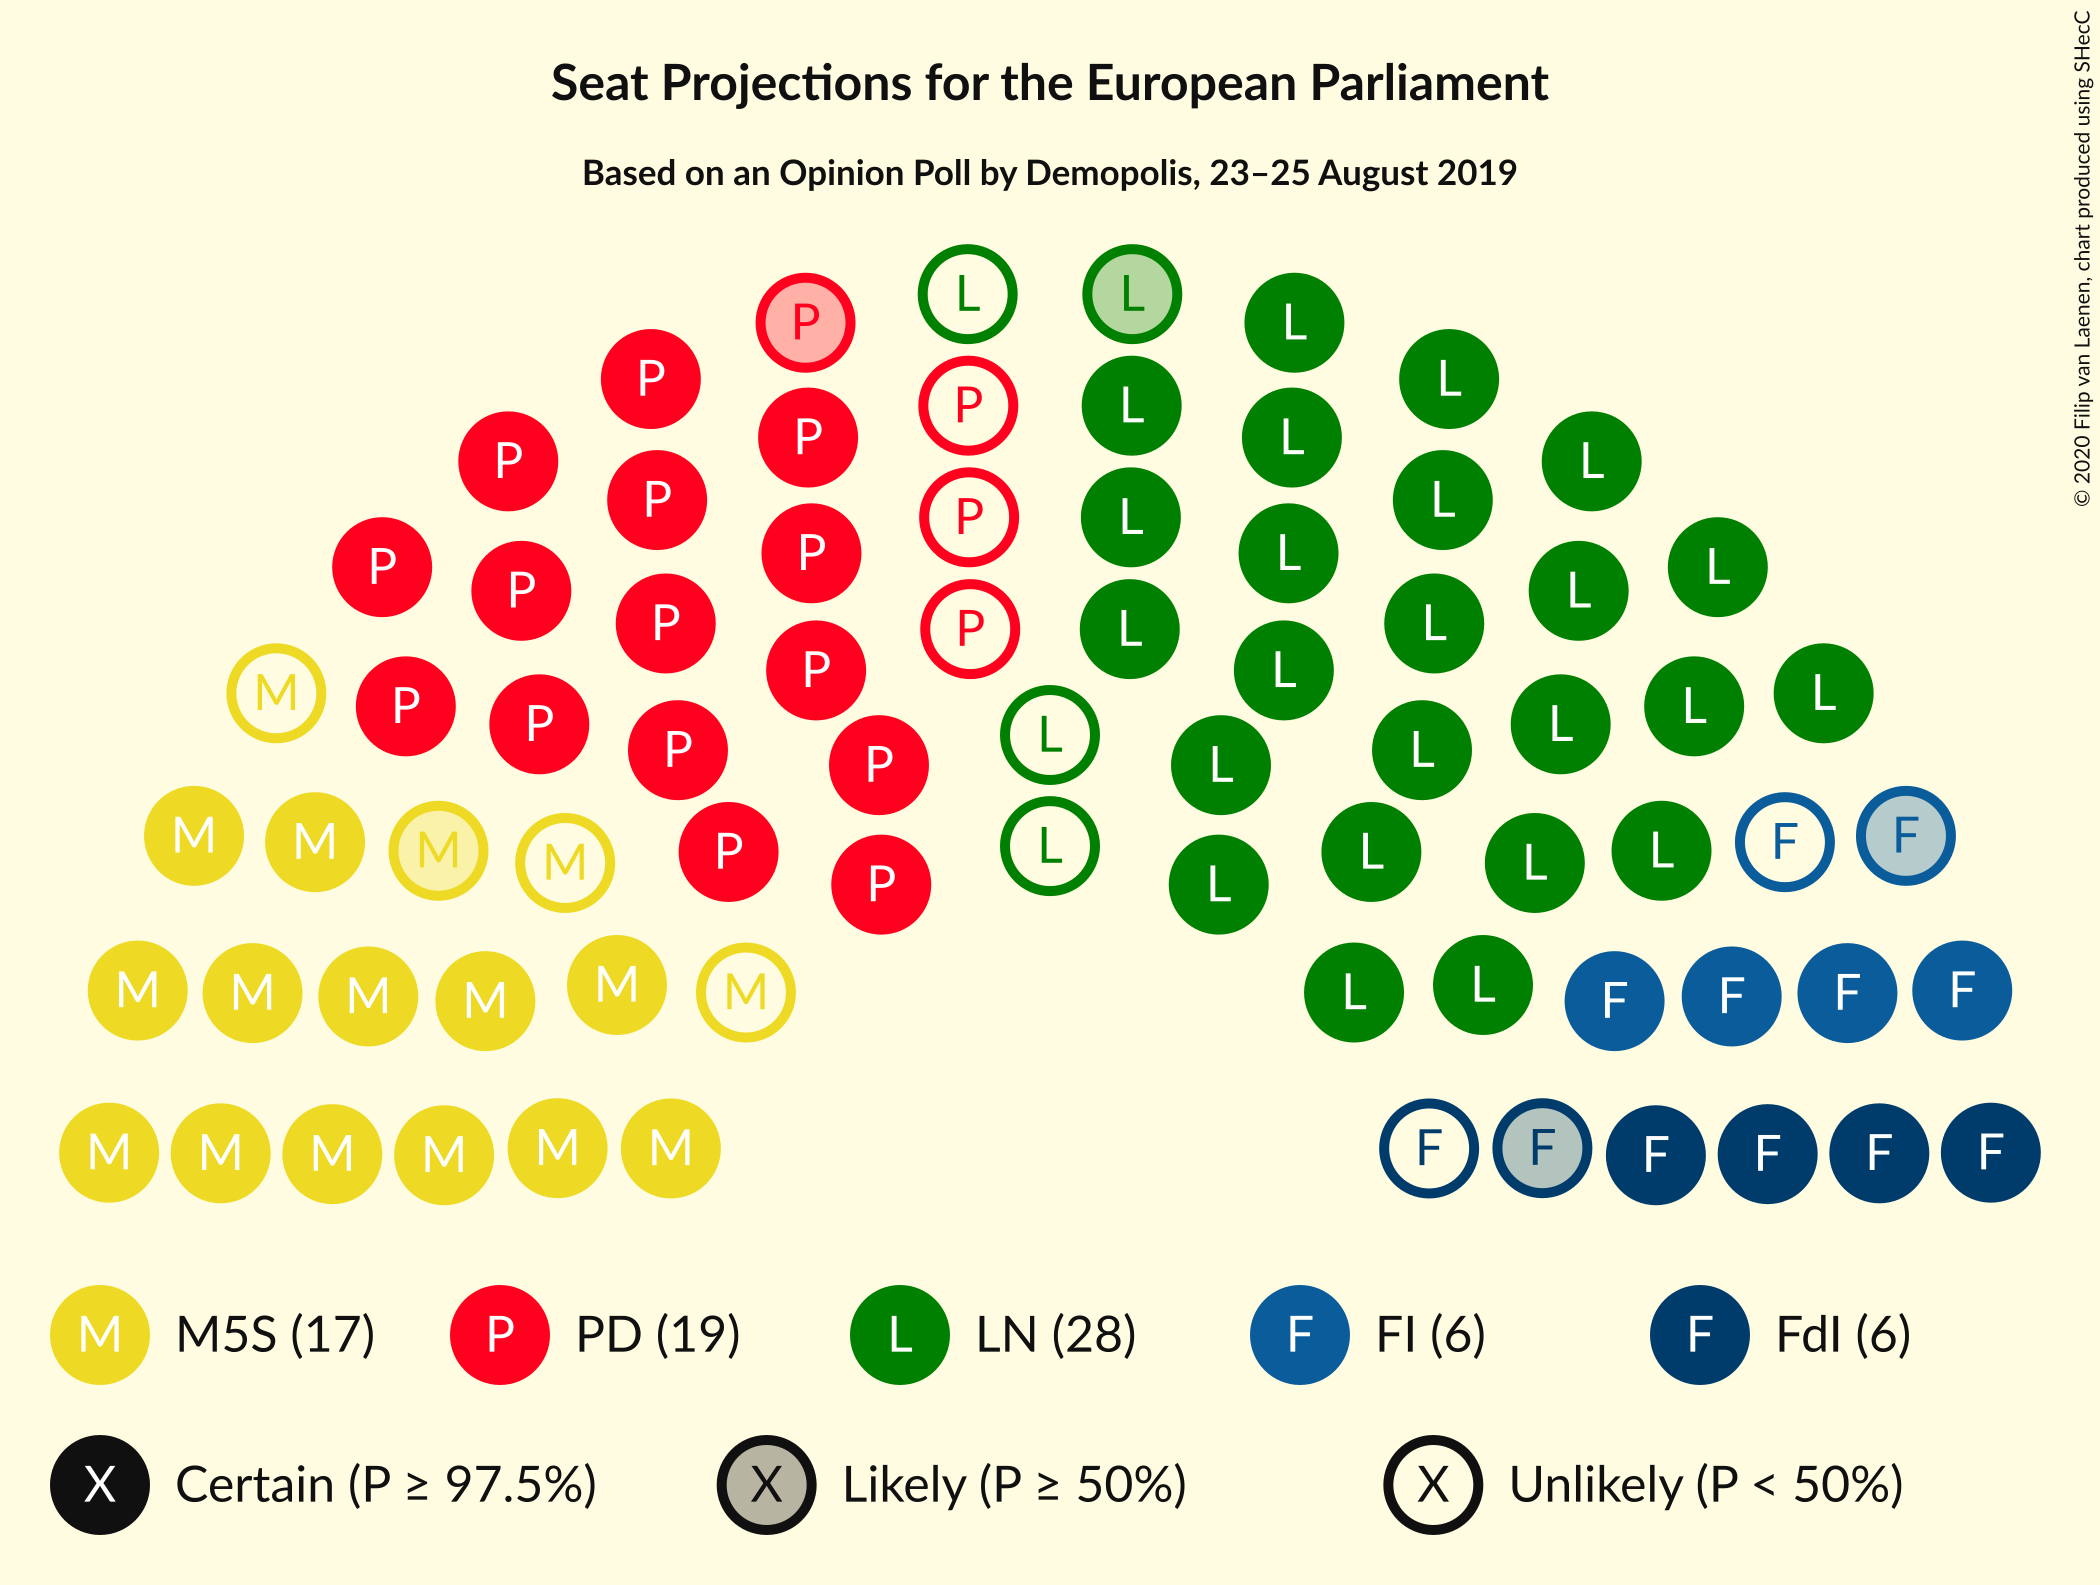 Seat Projections for the European Parliament
Based on an Opinion Poll by Demopolis, 23–25 August 2019
© 2020 Filip van Laenen, chart produced using SHecC
L L
P L
P P L L
P P L L
P P L L
P P L L
P P L L
P P L L
P P L L
M P P L L L
P P L L
P L L P
M M M M P L L L L F F
P L
M M M M M M L L F F F F
M M M M M M F F F F F F
M M5S (17) P PD (19) L LN (28) F FI (6) F FdI (6)
X Certain (P ≥ 97.5%) X Likely (P ≥ 50%) X Unlikely (P < 50%)